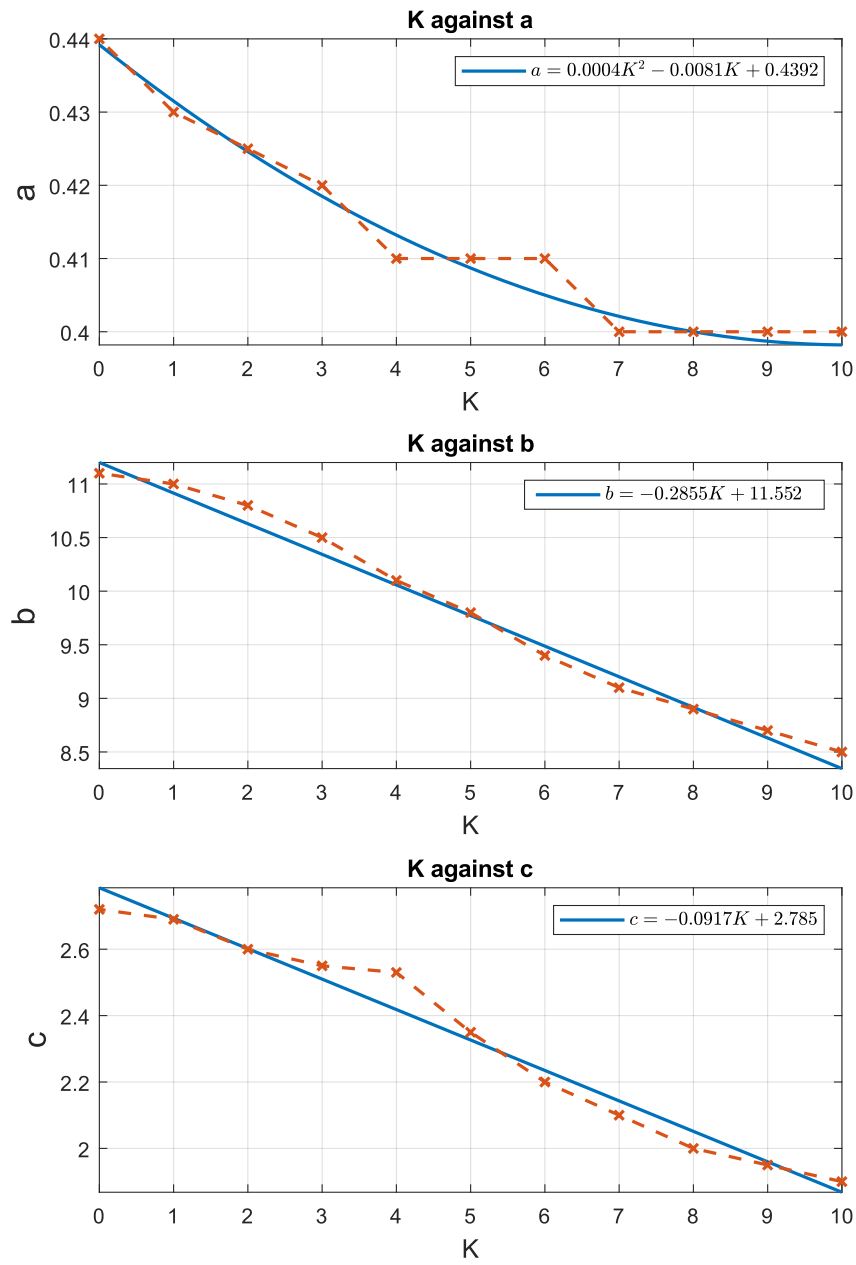 K against a
a = 0.0004K² − 0.0081K + 0.4392
0.44
0.43
0.42
0.41
0.4
a
0 1 2 3 4 5 6 7 8 9 10
K
K against b
b = −0.2855K + 11.552
11
10.5
10
9.5
9
8.5
b
0 1 2 3 4 5 6 7 8 9 10
K
K against c
c = −0.0917K + 2.785
2.6
2.4
2.2
2
c
0 1 2 3 4 5 6 7 8 9 10
K